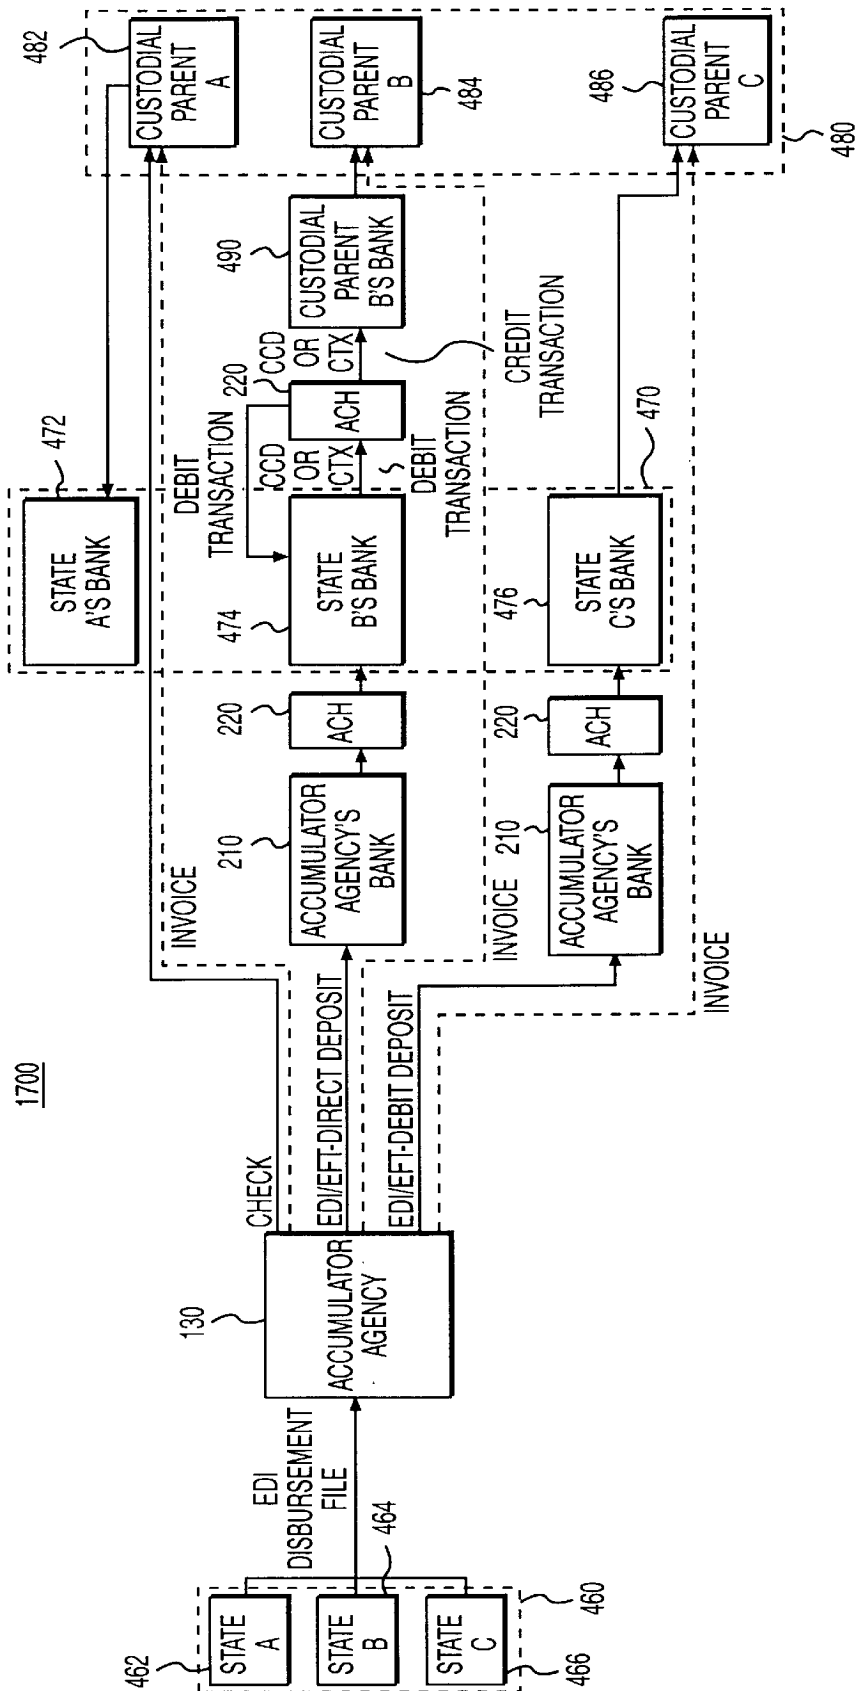 1700
462
STATE
A
STATE
B
464
STATE
C
466
460
EDI
DISBURSEMENT
FILE
130
ACCUMULATOR
AGENCY
CHECK
EDI/EFT-DIRECT DEPOSIT
EDI/EFT-DEBIT DEPOSIT
INVOICE
INVOICE
INVOICE
210
ACCUMULATOR
AGENCY'S
BANK
210
ACCUMULATOR
AGENCY'S
BANK
220
ACH
220
ACH
472
STATE
A'S BANK
474
STATE
B'S BANK
476
STATE
C'S BANK
470
DEBIT
TRANSACTION
CCD
OR
CTX
DEBIT
TRANSACTION
220
ACH
CCD
OR
CTX
CREDIT
TRANSACTION
490
CUSTODIAL
PARENT
B'S BANK
482
CUSTODIAL
PARENT
A
CUSTODIAL
PARENT
B
484
486
CUSTODIAL
PARENT
C
480